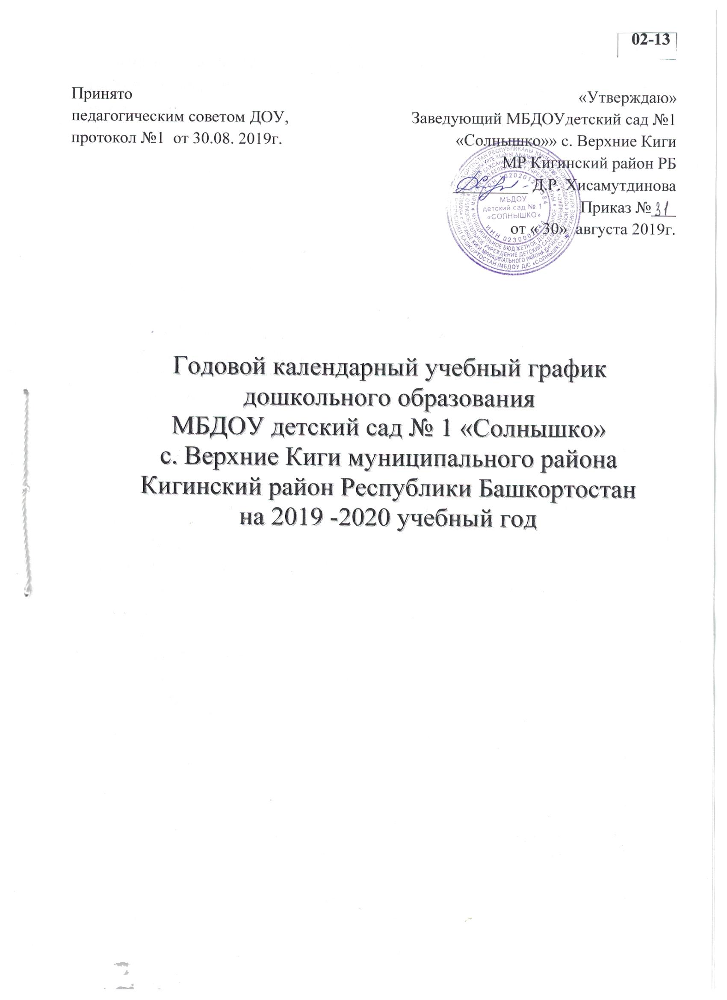 02-13
Принято
педагогическим советом ДОУ,
протокол №1 от 30.08. 2019г.
«Утверждаю»
Заведующий МБДОУдетский сад №1
«Солнышко»» с. Верхние Киги
МР Кигинский район РБ
Д.Р. Хисамутдинова
Приказ № 31
от « 30» августа 2019г.
МБДОУ
детский сад № 1
«СОЛНЫШКО»
Годовой календарный учебный график
дошкольного образования
МБДОУ детский сад № 1 «Солнышко»
с. Верхние Киги муниципального района
Кигинский район Республики Башкортостан
на 2019 -2020 учебный год